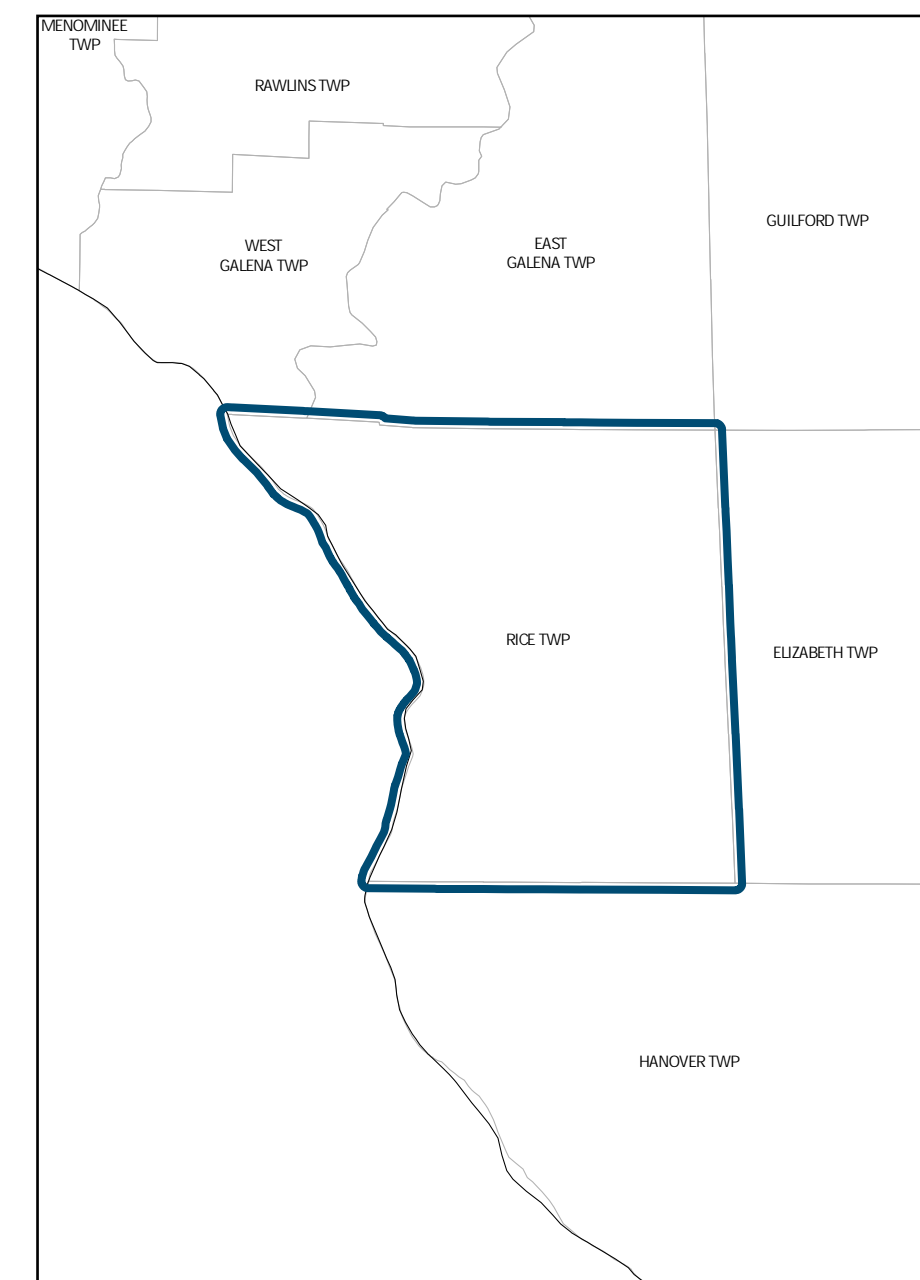 MENOMINEE
TWP
RAWLINS TWP
GUILFORD TWP
WEST
GALENA TWP
EAST
GALENA TWP
RICE TWP
ELIZABETH TWP
HANOVER TWP